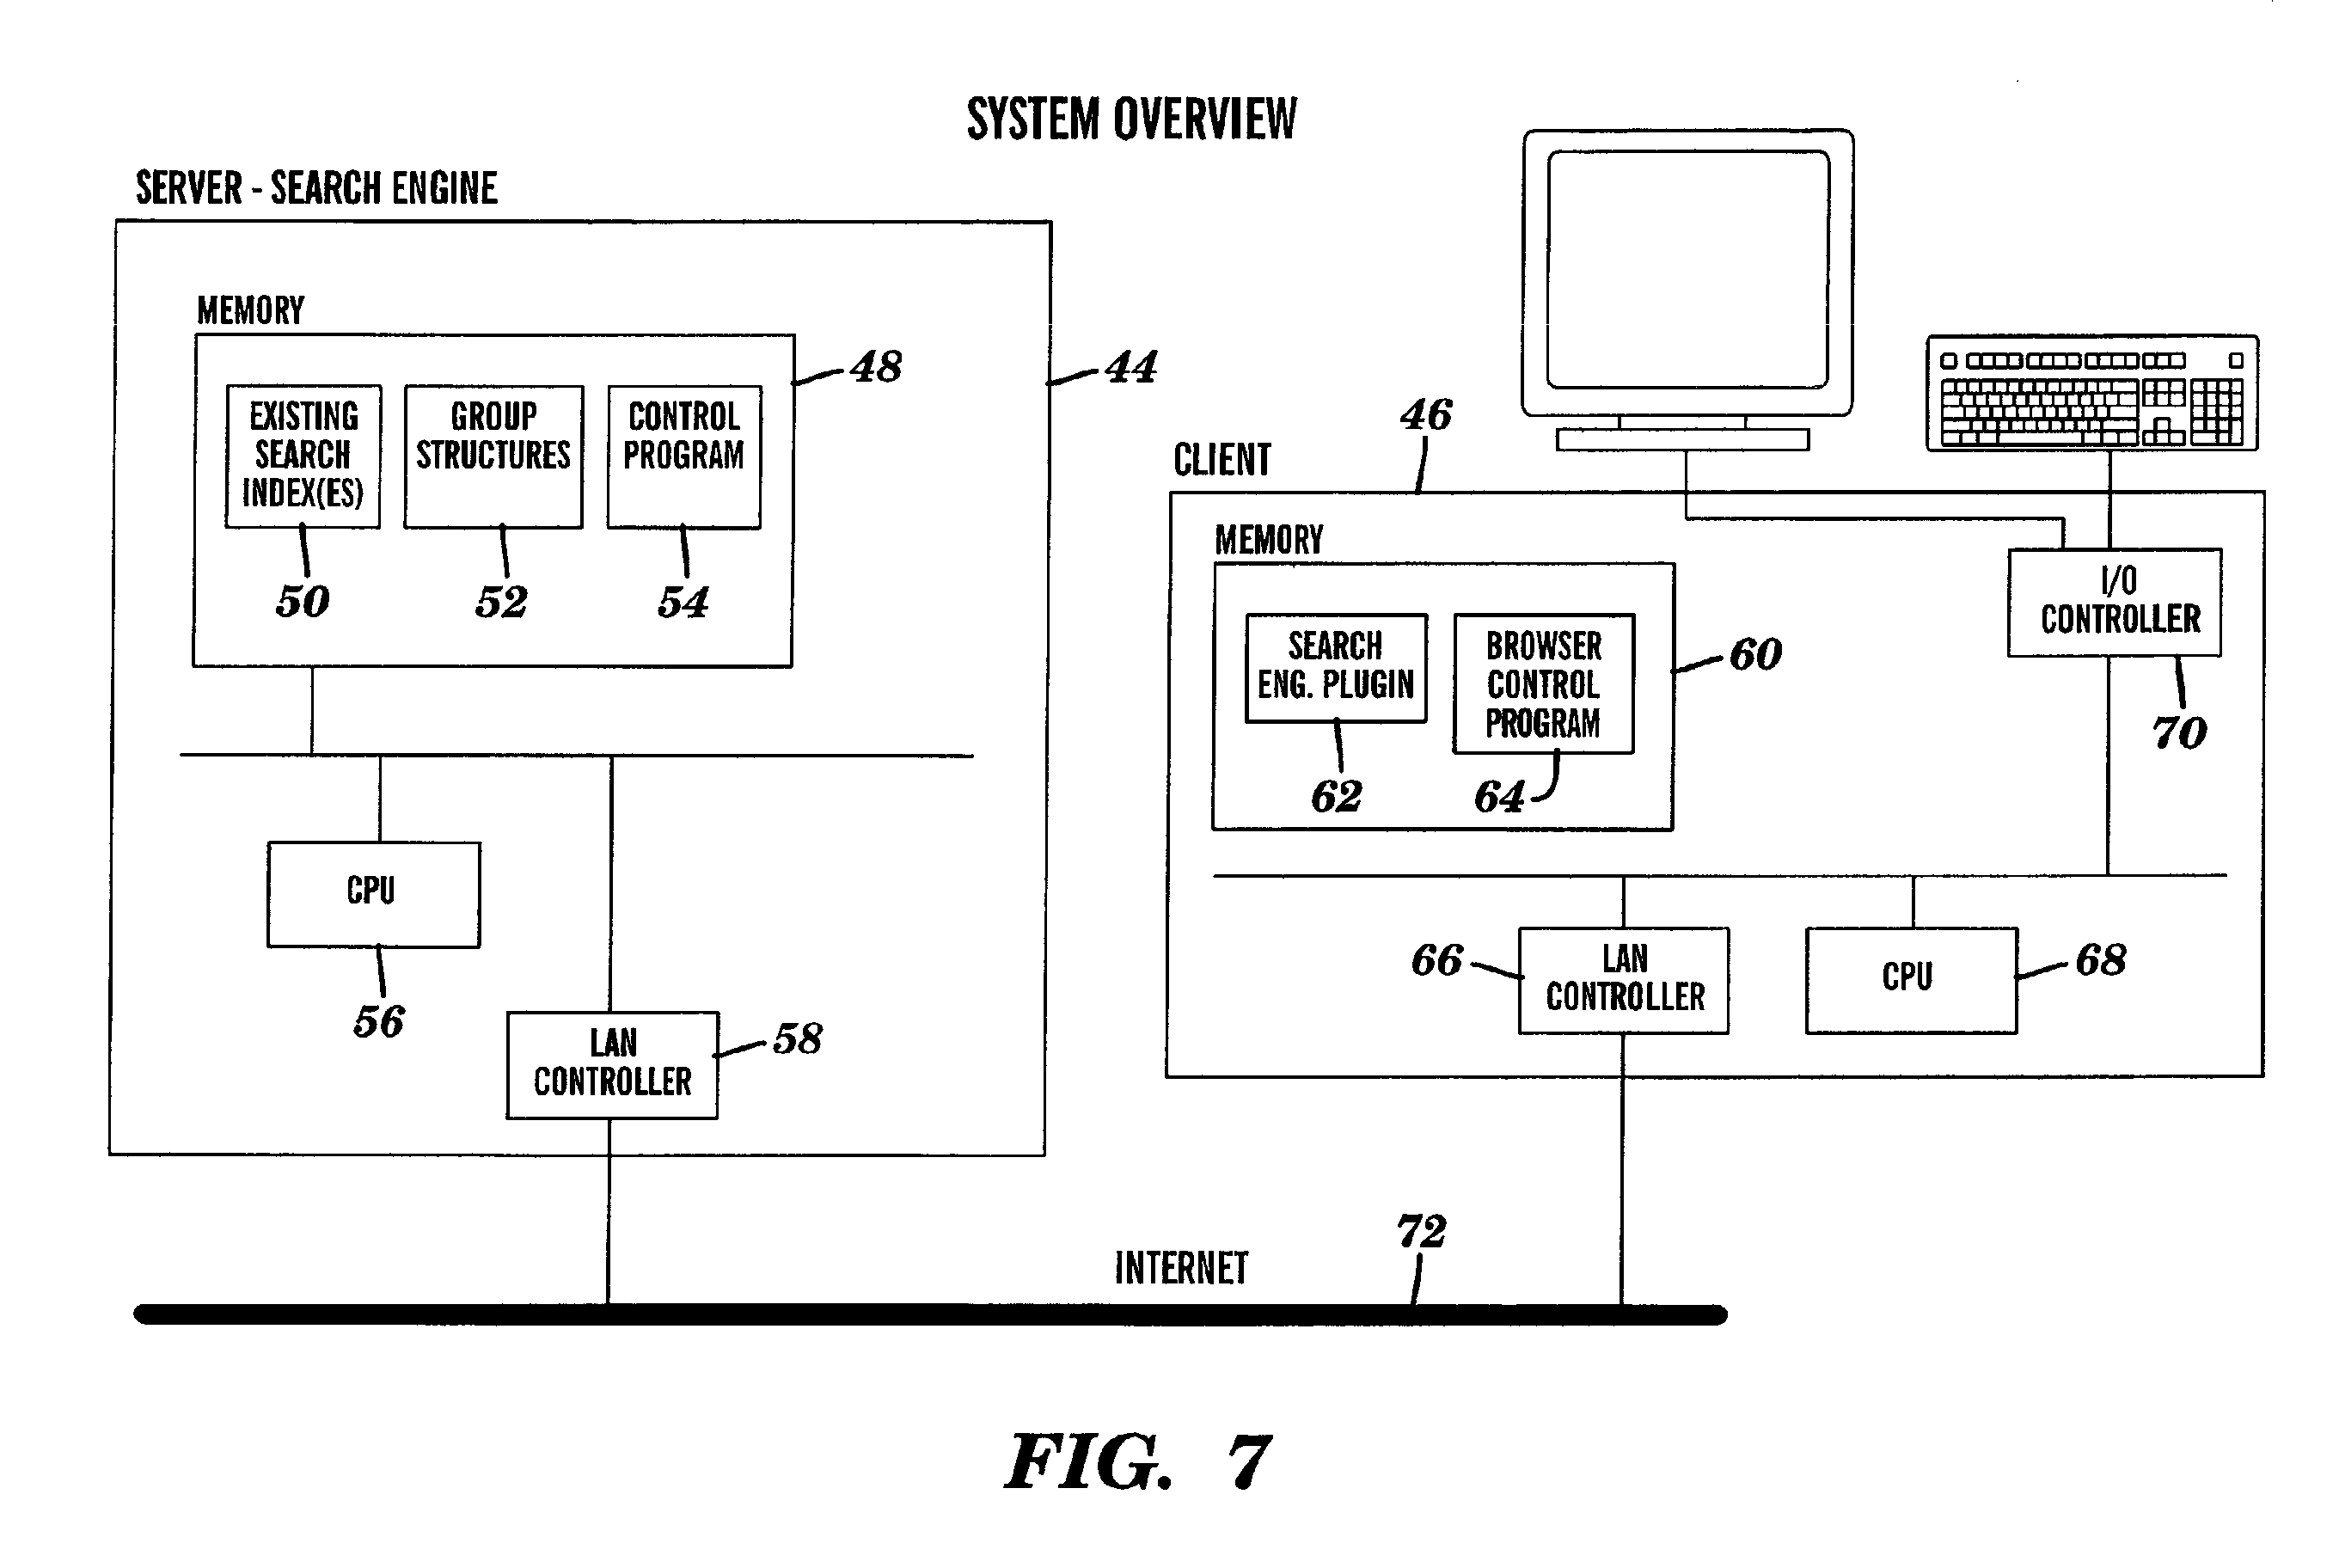 SYSTEM OVERVIEW
SERVER - SEARCH ENGINE
MEMORY
48
44
EXISTING
SEARCH
INDEX(ES)
GROUP
STRUCTURES
CONTROL
PROGRAM
50
52
54
CPU
56
LAN
CONTROLLER
58
46
CLIENT
MEMORY
I/O
CONTROLLER
70
SEARCH
ENG. PLUGIN
BROWSER
CONTROL
PROGRAM
60
62
64
66
LAN
CONTROLLER
CPU
68
INTERNET
72
FIG. 7